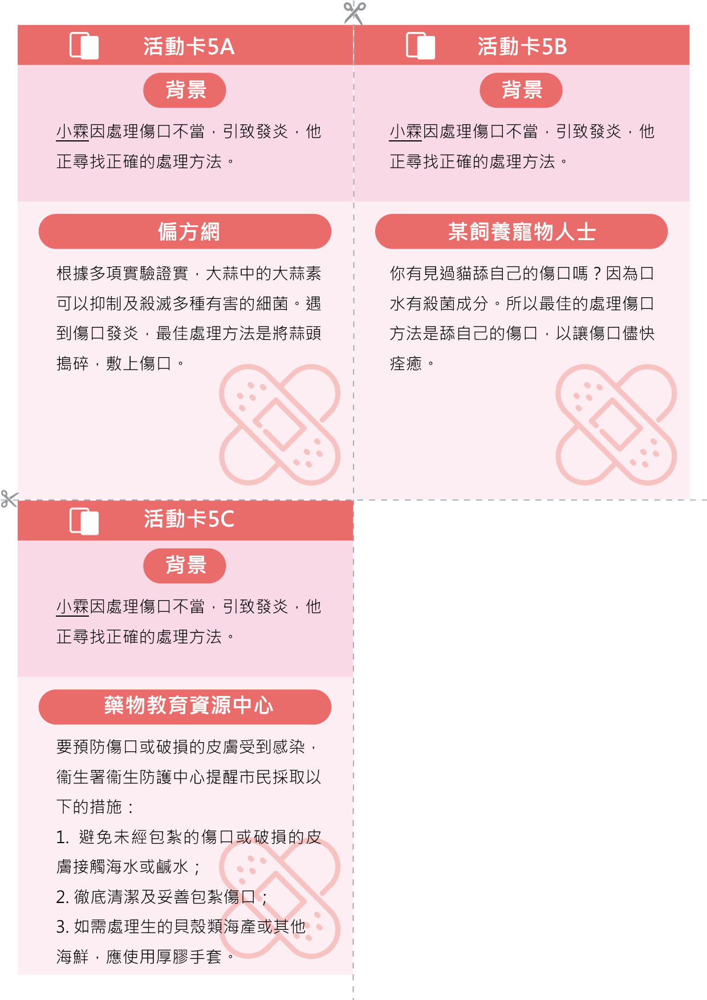 活動卡5A
背景
小霖因處理傷口不當，引致發炎，他
正尋找正確的處理方法。
偏方網
根據多項實驗證實，大蒜中的大蒜素
可以抑制及殺滅多種有害的細菌。遇
到傷口發炎，最佳處理方法是將蒜頭
搗碎，敷上傷口。
活動卡5B
背景
小霖因處理傷口不當，引致發炎，他
正尋找正確的處理方法。
某飼養寵物人士
你有見過貓舔自己的傷口嗎？因為口
水有殺菌成分。所以最佳的處理傷口
方法是舔自己的傷口，以讓傷口儘快
痊癒。
活動卡5C
背景
小霖因處理傷口不當，引致發炎，他
正尋找正確的處理方法。
藥物教育資源中心
要預防傷口或破損的皮膚受到感染，
衞生署衞生防護中心提醒市民採取以
下的措施：
1. 避免未經包紮的傷口或破損的皮
膚接觸海水或鹹水；
2. 徹底清潔及妥善包紮傷口；
3. 如需處理生的貝殼類海產或其他
海鮮，應使用厚膠手套。